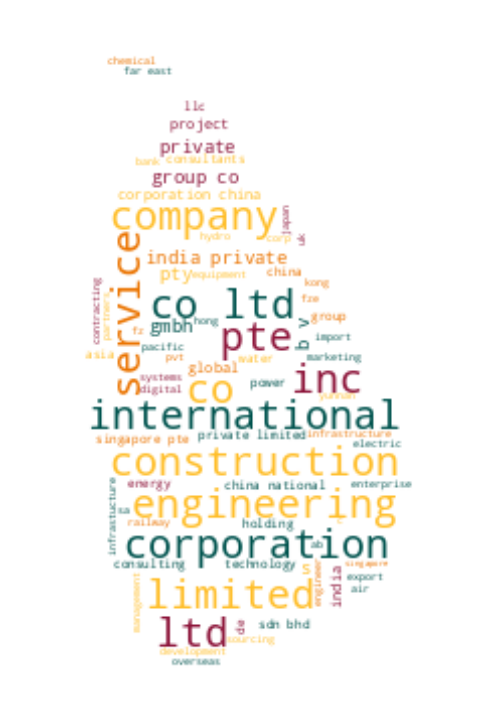 chemical
far east
llc
project
private
bank consultants
group co
corporation china
company
japan
uk
hydro
corp
service
india private
pty
equipment
china
kong
contracting
partners
co ltd
fze
hong
gmbh
group
fz
pte
b v
import
pacific
asia
pvt
water
marketing
global
systems
digital
co
power
inc
international
singapore pte
private limited
infrastructure
electric
construction
energy
china national
enterprise
infrastucture
engineering
sa
railway
holding
corporation
ab
consulting
technology
s
singapore
engineer
india
export
air
management
limited
ltd
de
sdn bhd
sourcing
development
overseas